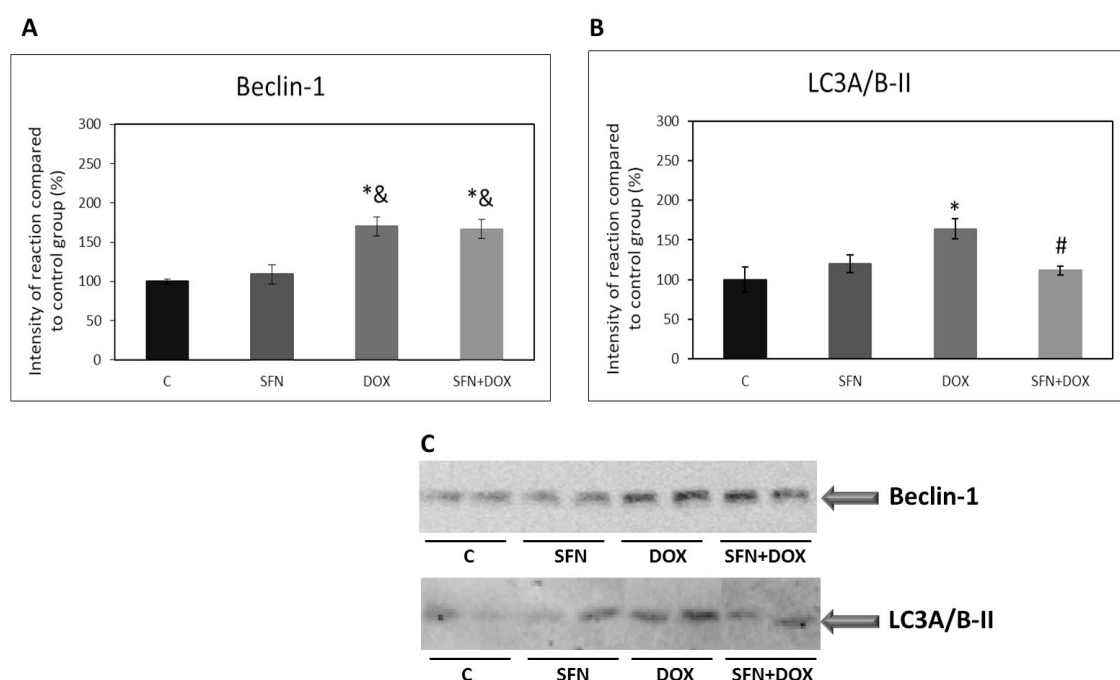 A
Beclin-1
Intensity of reaction compared
to control group (%)
300
250
200
150
100
50
0
*&
*&
C SFN DOX SFN+DOX
B
LC3A/B-II
Intensity of reaction compared
to control group (%)
300
250
200
150
100
50
0
*
#
C SFN DOX SFN+DOX
C
Beclin-1
C SFN DOX SFN+DOX
LC3A/B-II
C SFN DOX SFN+DOX